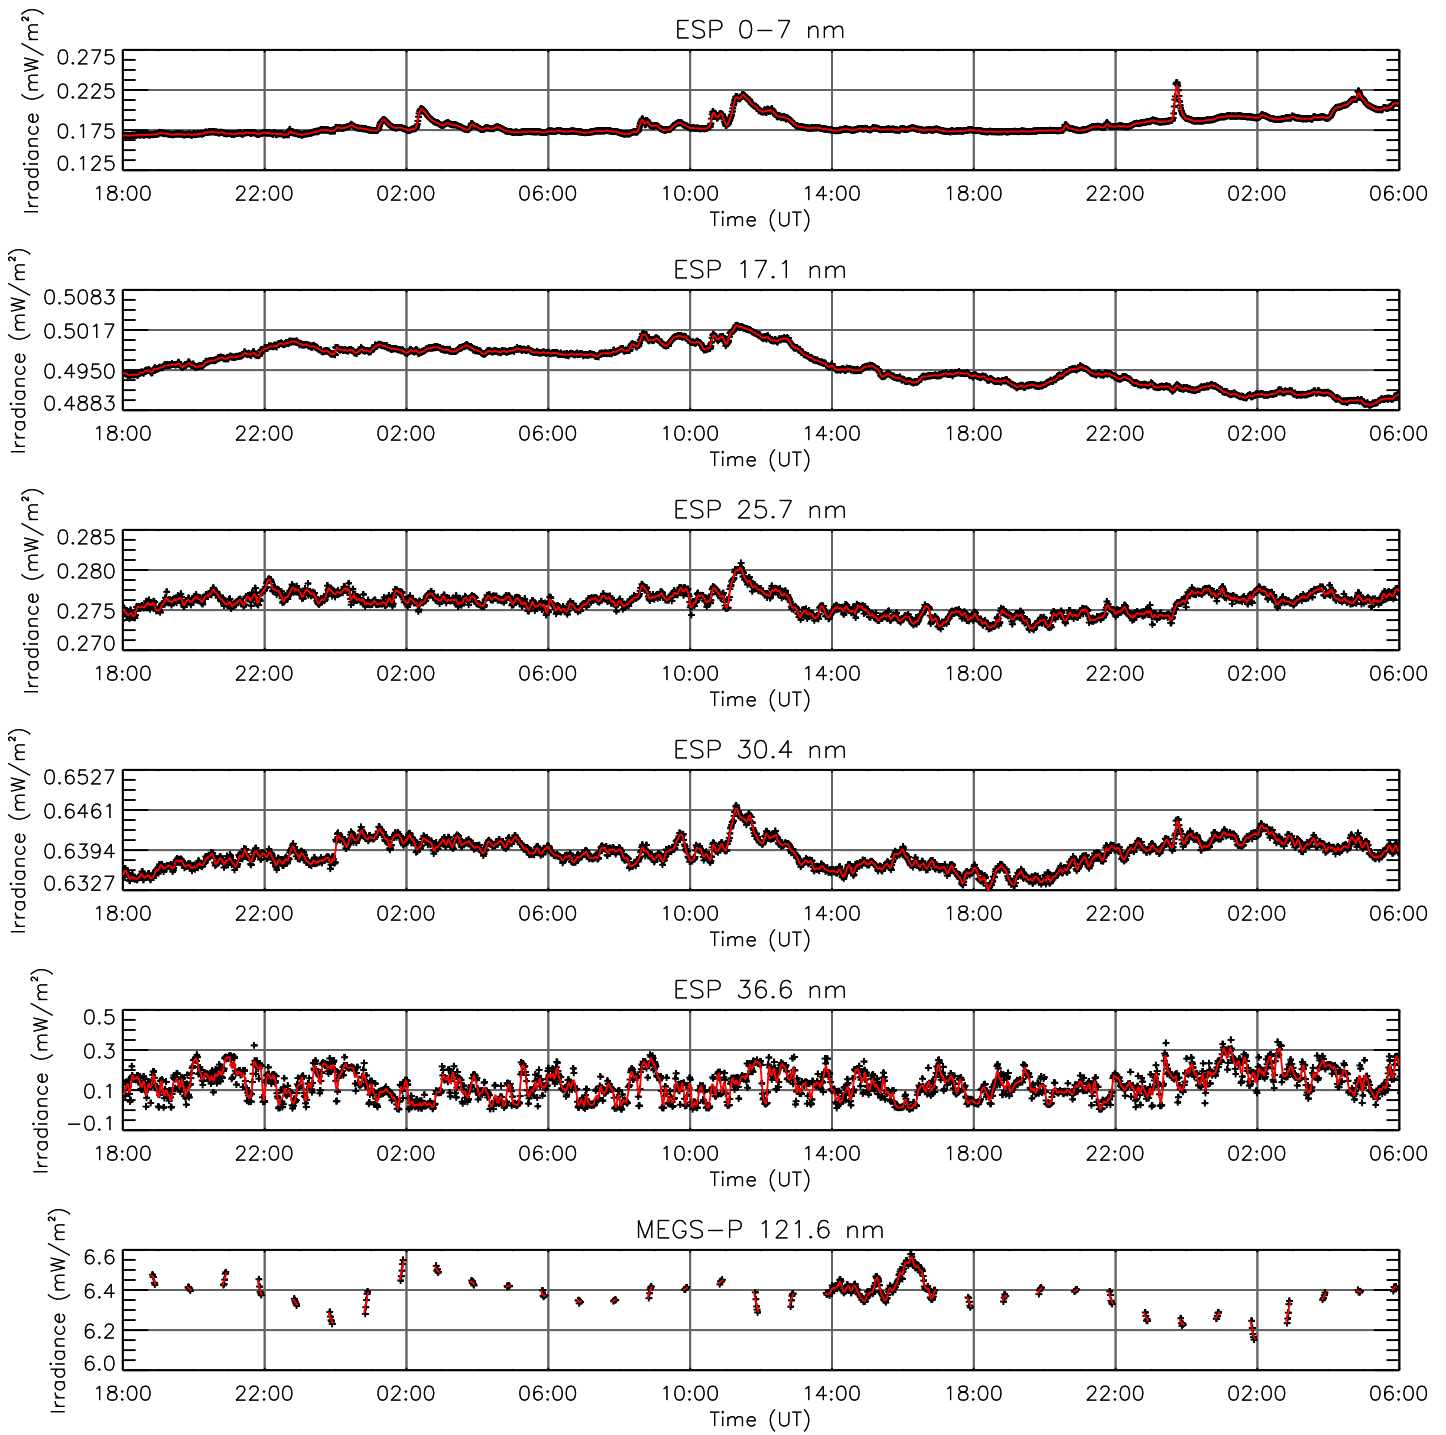 ESP 0−7 nm
Irradiance (mW/m²)
0.275
0.225
0.175
0.125
18:00 22:00 02:00 06:00 10:00 14:00 18:00 22:00 02:00 06:00
Time (UT)
ESP 17.1 nm
Irradiance (mW/m²)
0.5083
0.5017
0.4950
0.4883
18:00 22:00 02:00 06:00 10:00 14:00 18:00 22:00 02:00 06:00
Time (UT)
ESP 25.7 nm
Irradiance (mW/m²)
0.285
0.280
0.275
0.270
18:00 22:00 02:00 06:00 10:00 14:00 18:00 22:00 02:00 06:00
Time (UT)
ESP 30.4 nm
Irradiance (mW/m²)
0.6527
0.6461
0.6394
0.6327
18:00 22:00 02:00 06:00 10:00 14:00 18:00 22:00 02:00 06:00
Time (UT)
ESP 36.6 nm
Irradiance (mW/m²)
0.5
0.3
0.1
−0.1
18:00 22:00 02:00 06:00 10:00 14:00 18:00 22:00 02:00 06:00
Time (UT)
MEGS−P 121.6 nm
Irradiance (mW/m²)
6.6
6.4
6.2
6.0
18:00 22:00 02:00 06:00 10:00 14:00 18:00 22:00 02:00 06:00
Time (UT)